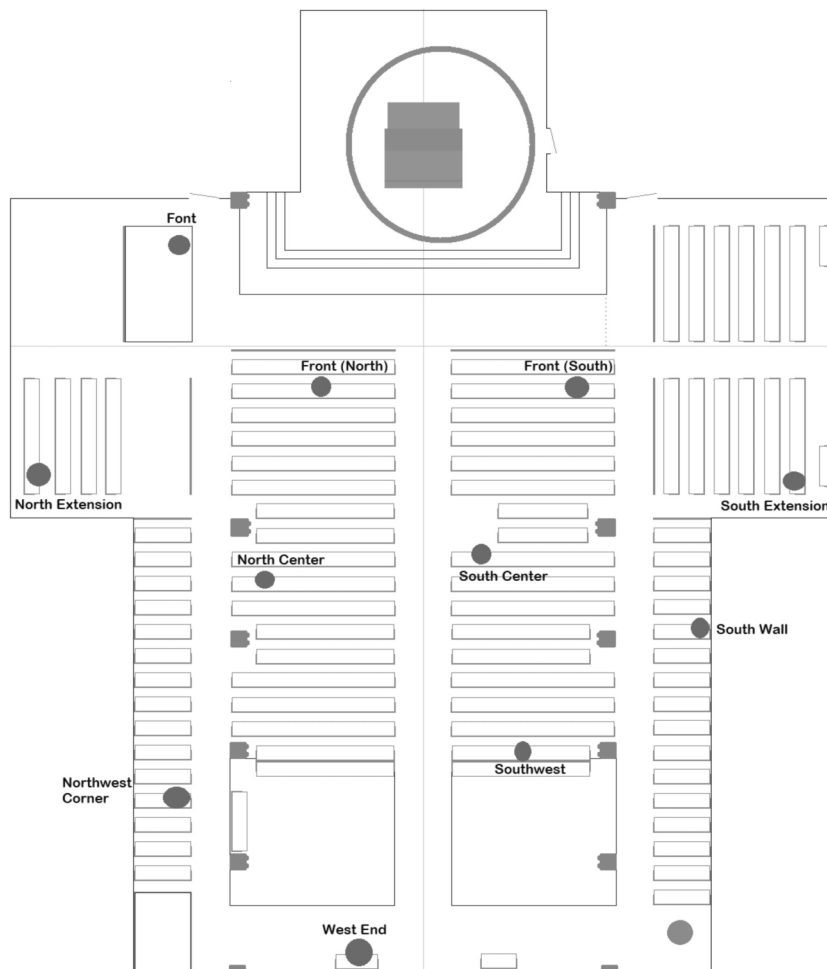 Font
Front (North)
Front (South)
North Extension
South Extension
North Center
South Center
South Wall
Southwest
Northwest
Corner
West End